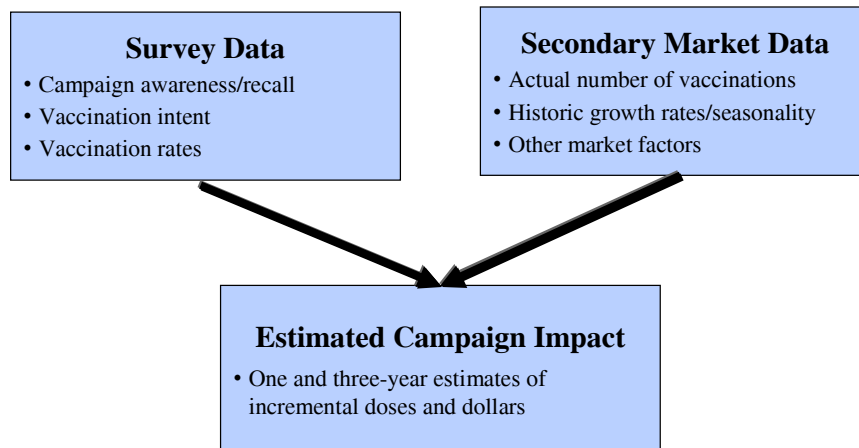 Survey Data
• Campaign awareness/recall
• Vaccination intent
• Vaccination rates
Secondary Market Data
• Actual number of vaccinations
• Historic growth rates/seasonality
• Other market factors
Estimated Campaign Impact
• One and three-year estimates of
incremental doses and dollars